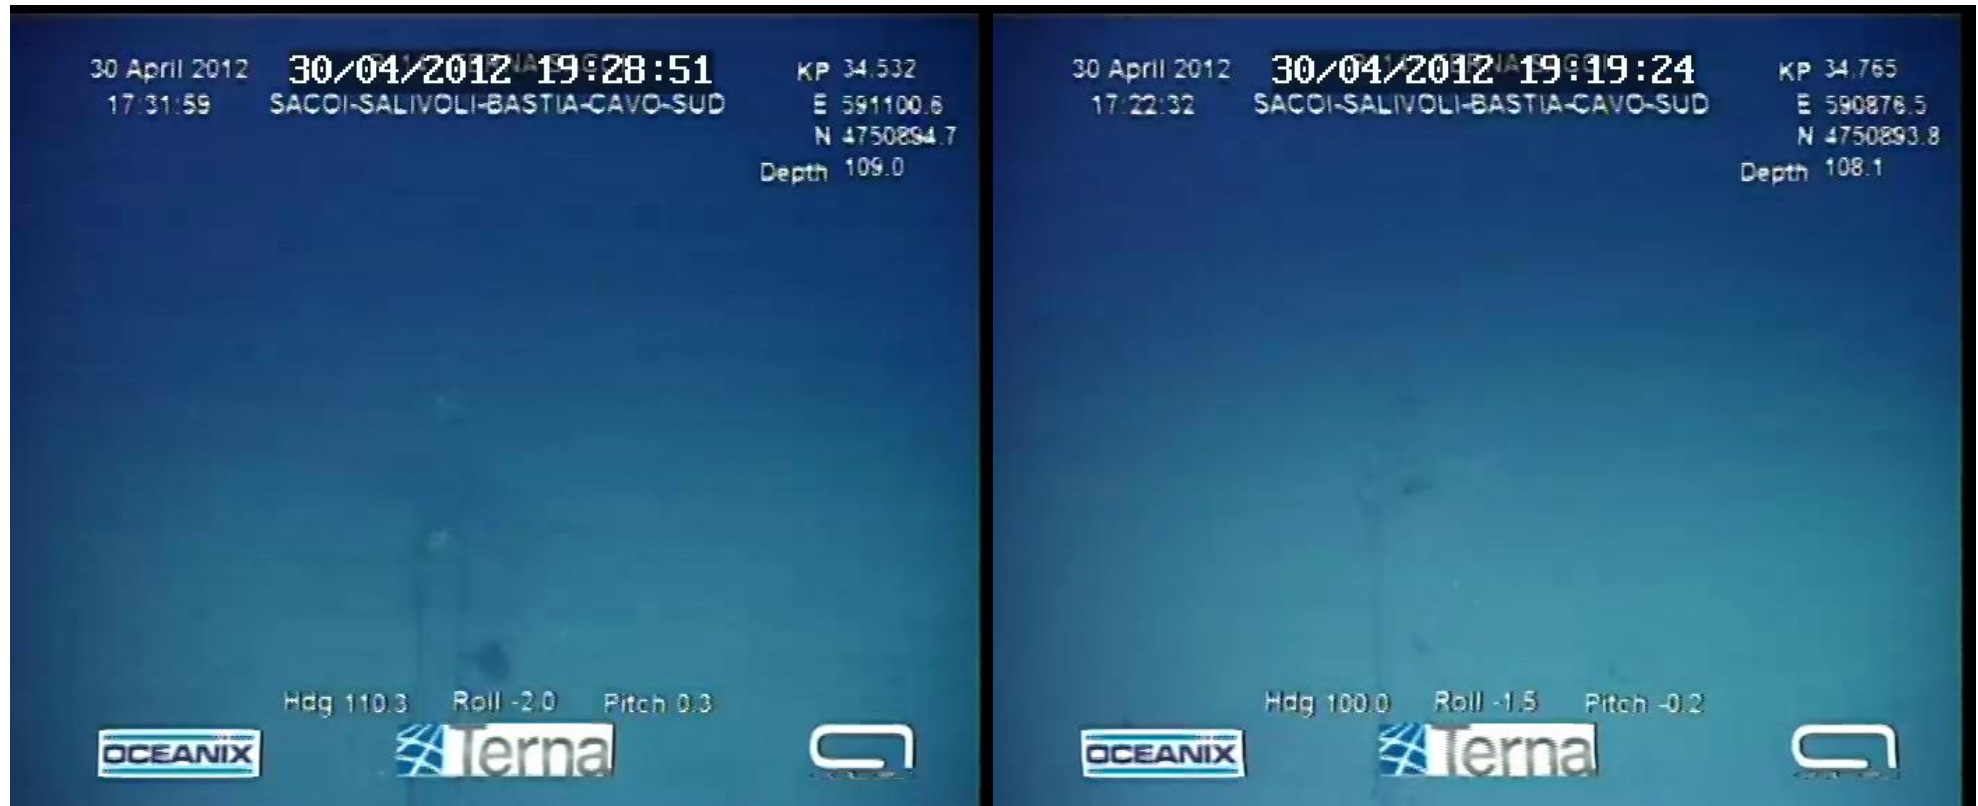 30 April 2012
17:31:59
30/04/2012 19:28:51
SACOI-SALIVOLI-BASTIA-CAVO-SUD
KP 34.532
E 591100.6
N 4750894.7
Depth 109.0
Hdg 110.3 Roll -2.0 Pitch 0.3
OCEANIX
Terna
30 April 2012
17:22:32
30/04/2012 19:19:24
SACOI-SALIVOLI-BASTIA-CAVO-SUD
KP 34.765
E 590876.5
N 4750893.8
Depth 108.1
Hdg 100.0 Roll -1.5 Pitch -0.2
OCEANIX
Terna